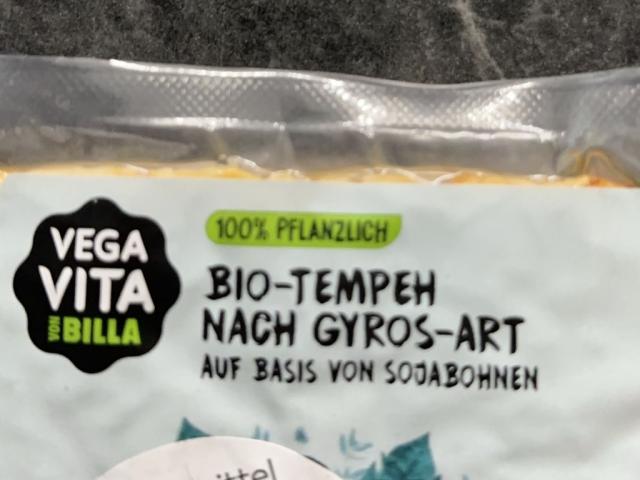 VEGA
VITA
VON BILLA
100% PFLANZLICH
BIO-TEMPEH
NACH GYROS-ART
AUF BASIS VON SOJABOHNEN